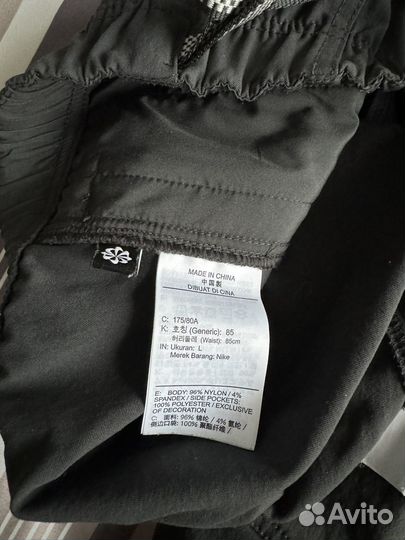 MADE IN CHINA
中国製
DIBUAT DI CINA
C: 175/80A
K: 호칭 (Generic): 85
허리둘레 (Waist): 85cm
IN: Ukuran: L
Merek Barang: Nike
E: BODY: 96% NYLON / 4%
SPANDEX / SIDE POCKETS:
100% POLYESTER / EXCLUSIVE
OF DECORATION
C: 面料: 96% 锦纶 / 4% 氨纶 /
侧边口袋: 100% 聚酯纤维 /
Avito